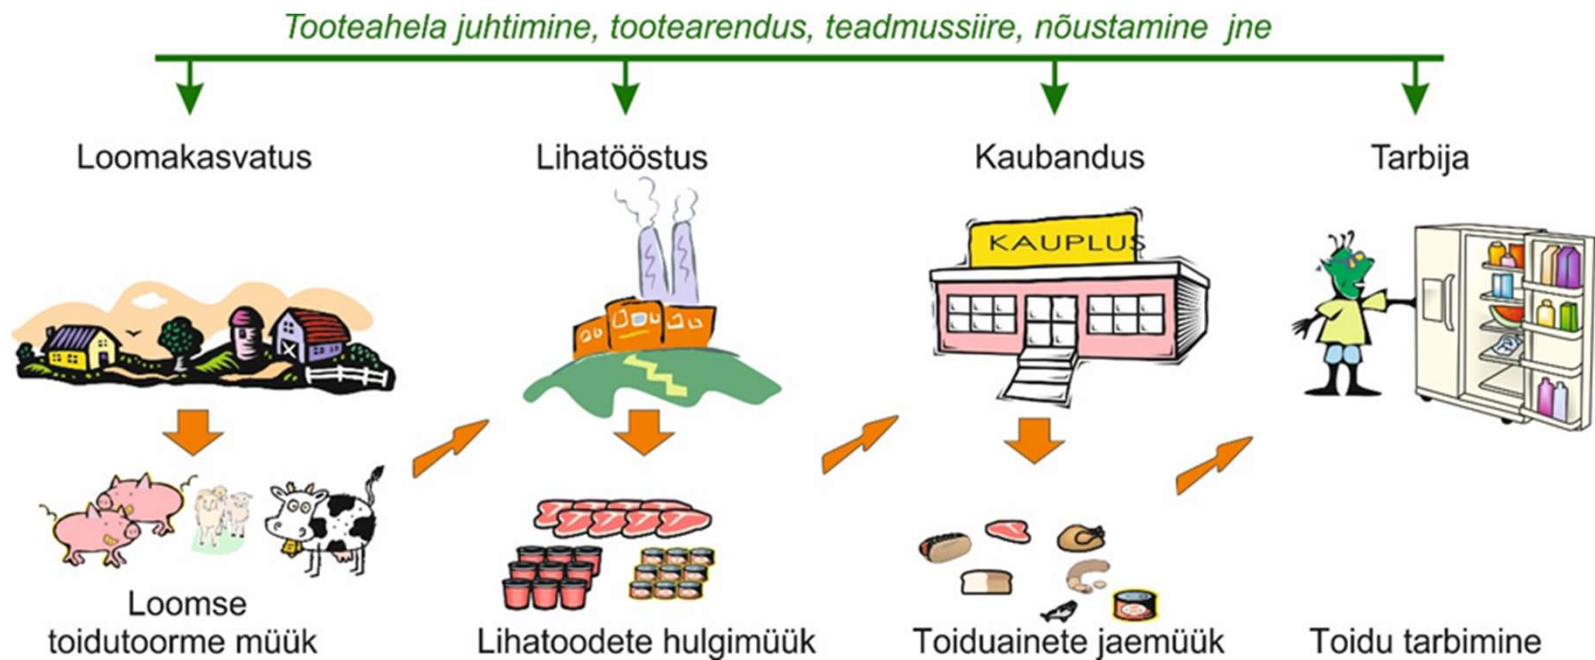 Tooteahela juhtimine, tootearendus, teadmussiire, nõustamine jne
Loomakasvatus
Lihatööstus
Kaubandus
Tarbija
KAUPLUS
Loomse
toidutoorme müük
Lihatoodete hulgimüük
Toiduainete jaemüük
Toidu tarbimine